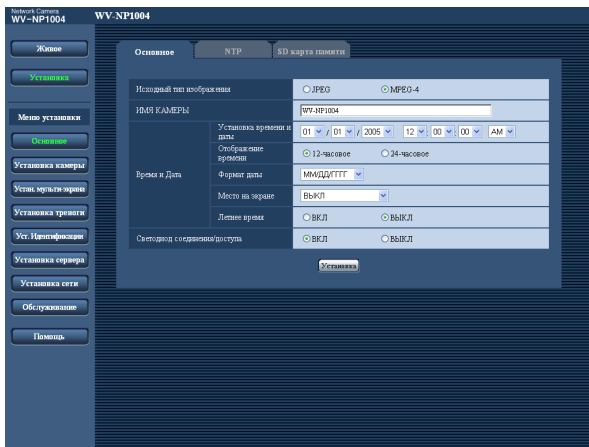 Network Camera
WV-NP1004
WV-NP1004
Живое
Установка
Меню установки
Основное
Установка камеры
Устан. мульти-экрана
Установка тревоги
Уст. Идентификации
Установка сервера
Установка сети
Обслуживание
Помощь
Основное NTP SD карта памяти
Исходный тип изображения JPEG MPEG-4
ИМЯ КАМЕРЫ WV-NP1004
Время и Дата
Установка времени и даты 01 / 01 / 2005 12 : 00 : 00 AM
Отображение времени 12-часовое 24-часовое
Формат даты ММ/ДД/ГГГГ
Место на экране ВЫКЛ
Летнее время ВКЛ ВЫКЛ
Светодиод соединения/доступа ВКЛ ВЫКЛ
Установка